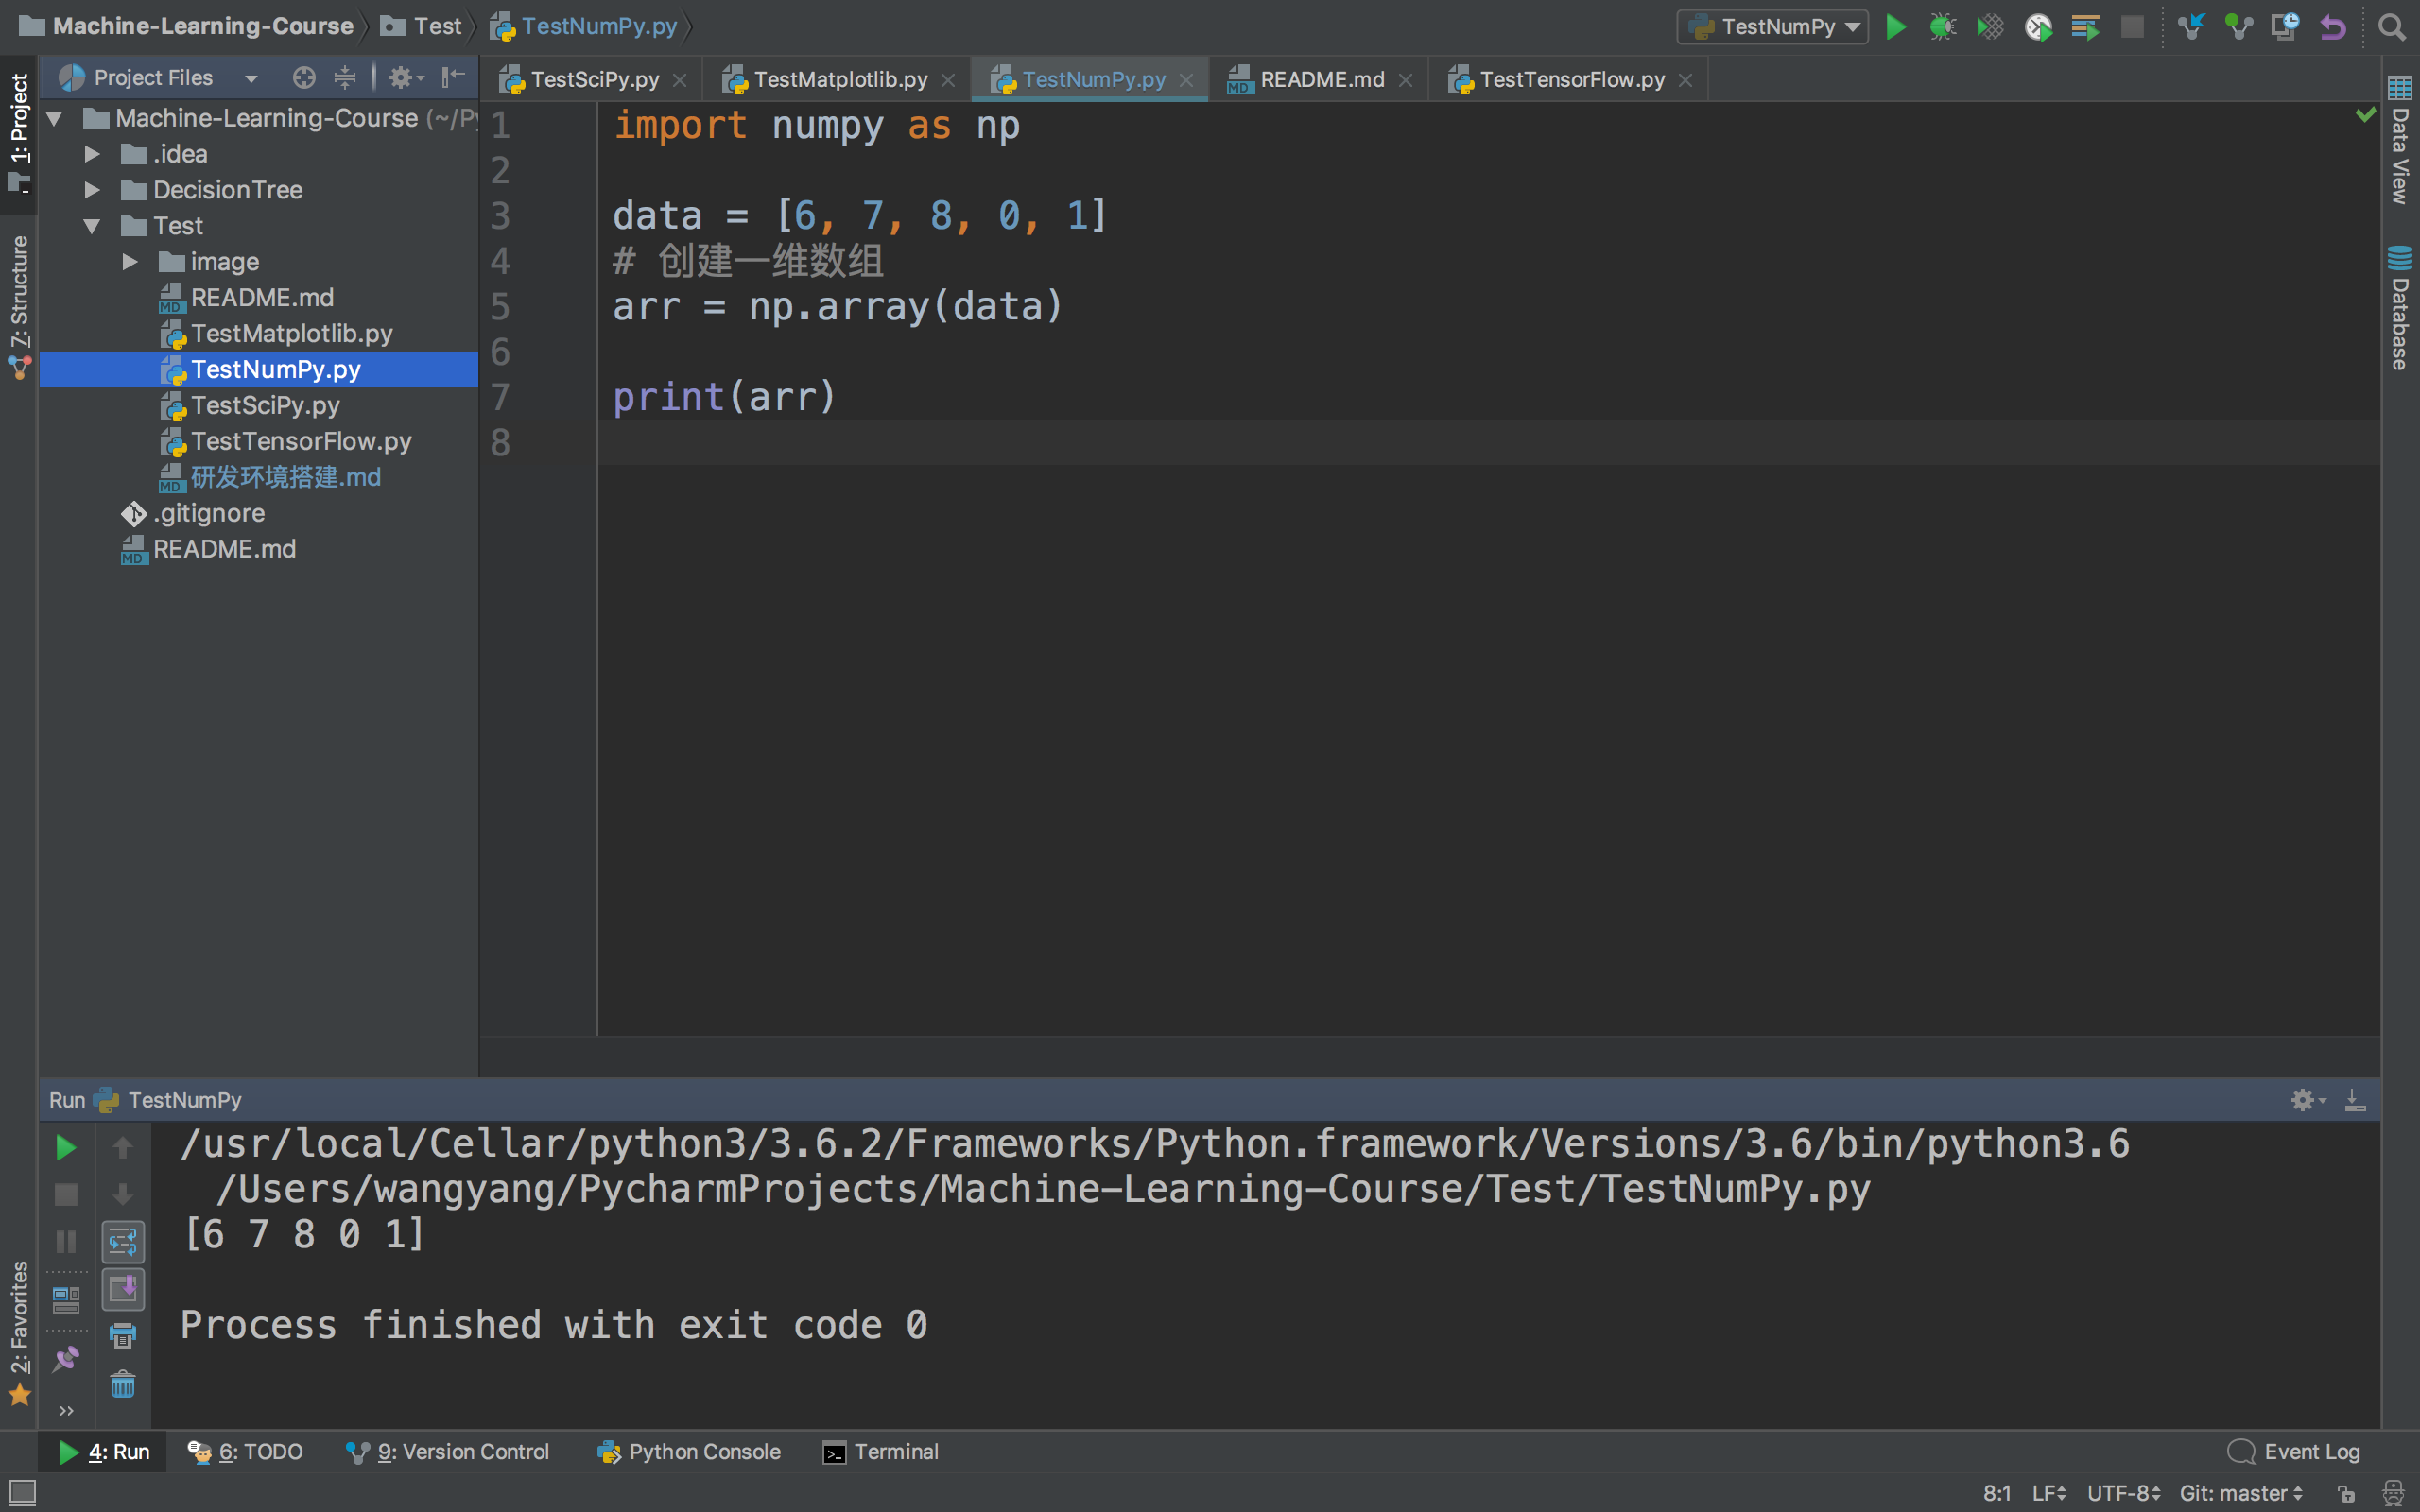 Machine-Learning-Course Test TestNumPy.py
TestNumPy
1: Project
Z: Structure
2: Favorites
Project Files
Machine-Learning-Course (~/Py
.idea
DecisionTree
Test
image
README.md
TestMatplotlib.py
TestNumPy.py
TestSciPy.py
TestTensorFlow.py
研发环境搭建.md
.gitignore
README.md
TestSciPy.py TestMatplotlib.py TestNumPy.py README.md TestTensorFlow.py
1 import numpy as np
2
3 data = [6, 7, 8, 0, 1]
4 # 创建一维数组
5 arr = np.array(data)
6
7 print(arr)
8
Data View
Database
Run TestNumPy
/usr/local/Cellar/python3/3.6.2/Frameworks/Python.framework/Versions/3.6/bin/python3.6
/Users/wangyang/PycharmProjects/Machine-Learning-Course/Test/TestNumPy.py
[6 7 8 0 1]
Process finished with exit code 0
4: Run 6: TODO 9: Version Control Python Console Terminal Event Log
8:1 LF UTF-8 Git: master